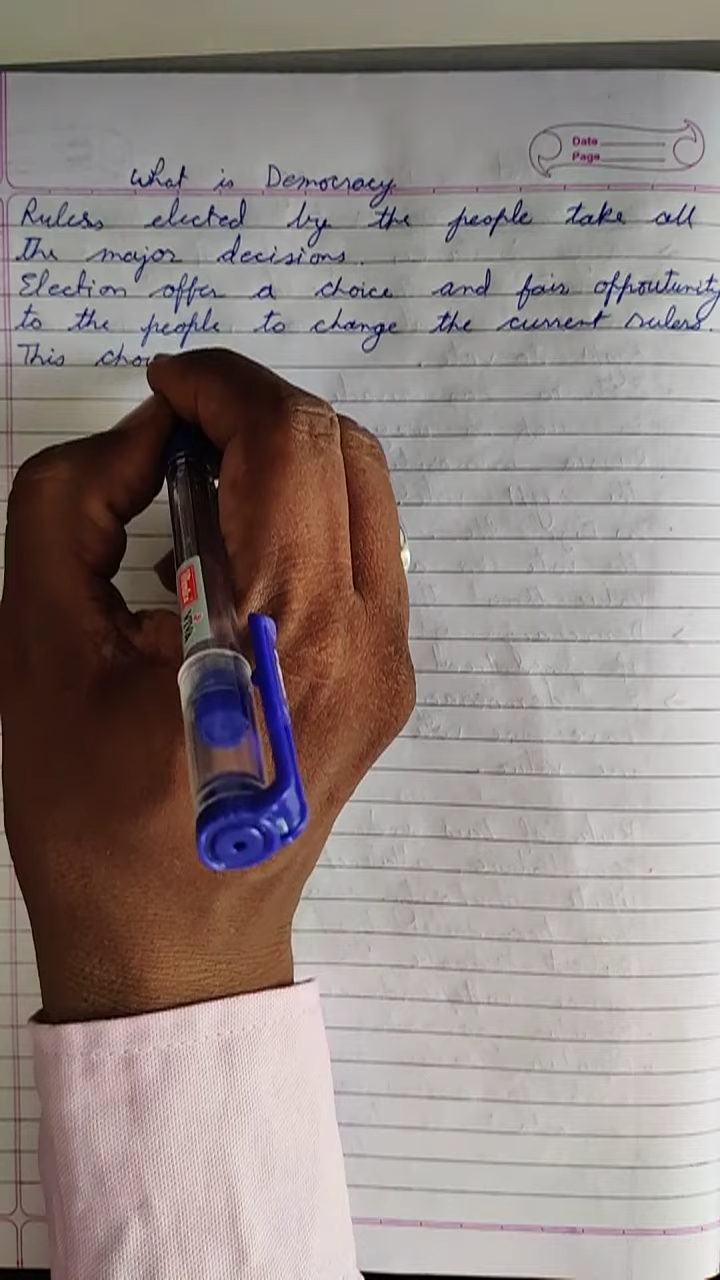 Date
Page
What is Democracy
Rulers elected by the people take all
the major decisions.
Election offer a choice and fair opportunity
to the people to change the current rulers.
This